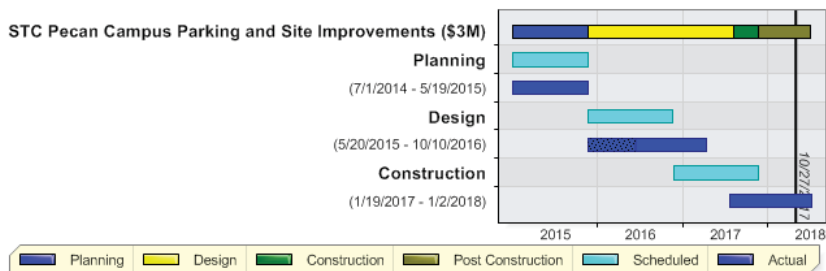 STC Pecan Campus Parking and Site Improvements ($3M)
Planning
(7/1/2014 - 5/19/2015)
Design
(5/20/2015 - 10/10/2016)
Construction
(1/19/2017 - 1/2/2018)
10/27/2017
2015 2016 2017 2018
Planning Design Construction Post Construction Scheduled Actual